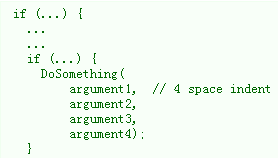 if (...) {
  ...
  ...
  if (...) {
    DoSomething(
        argument1,  // 4 space indent
        argument2,
        argument3,
        argument4);
  }